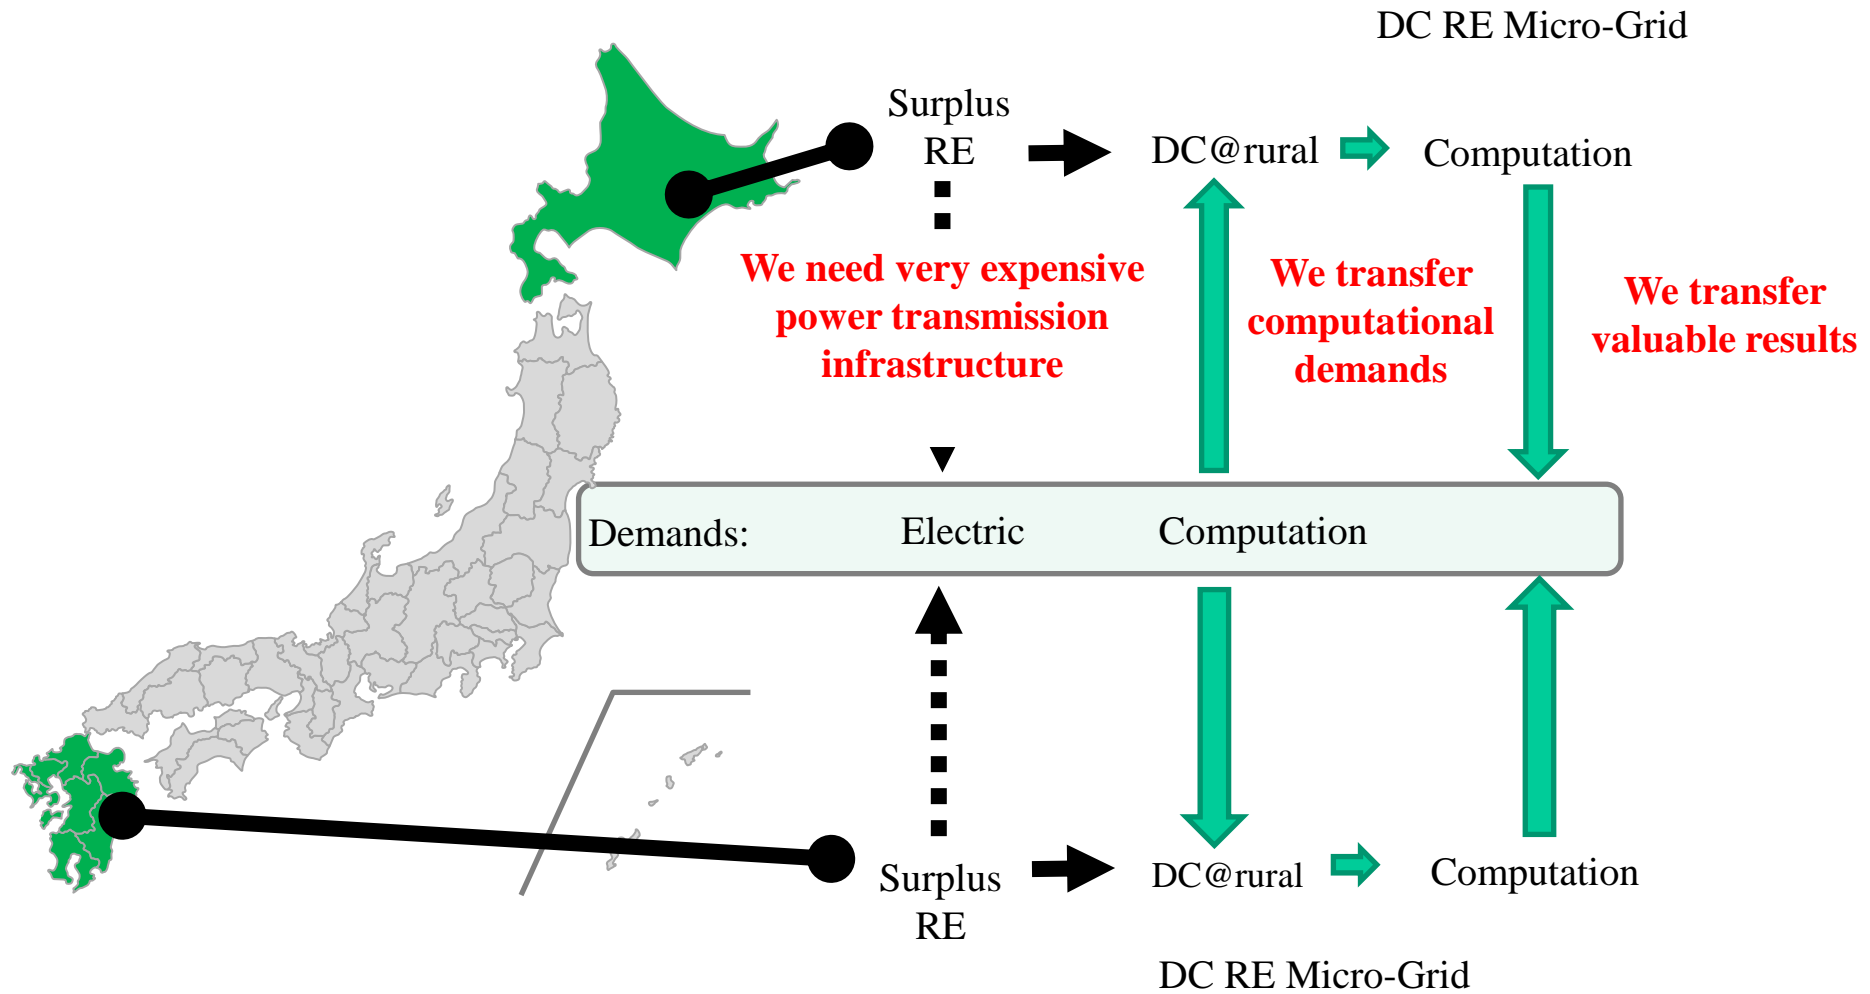 DC RE Micro-Grid
Surplus
RE
DC@rural
Computation
We need very expensive
power transmission
infrastructure
We transfer
computational
demands
We transfer
valuable results
Demands:
Electric
Computation
Surplus
RE
DC@rural
Computation
DC RE Micro-Grid